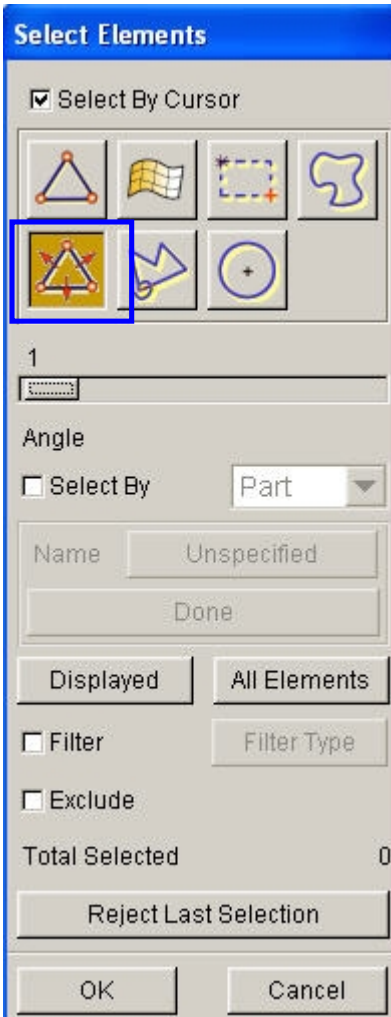 Select Elements
Select By Cursor
1
Angle
Select By Part
Name Unspecified
Done
Displayed All Elements
Filter Filter Type
Exclude
Total Selected 0
Reject Last Selection
OK Cancel